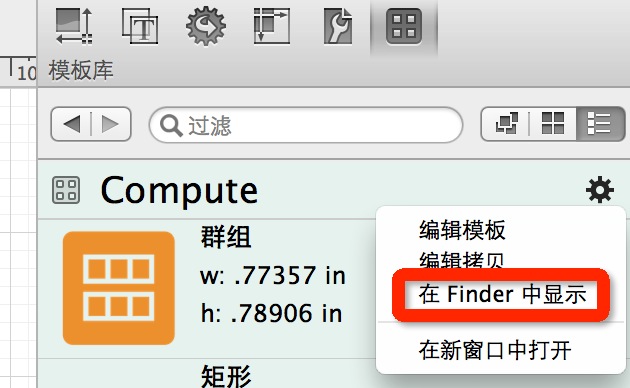 10
模板库
过滤
Compute
群组
w: .77357 in
h: .78906 in
矩形
编辑模板
编辑拷贝
在 Finder 中显示
在新窗口中打开